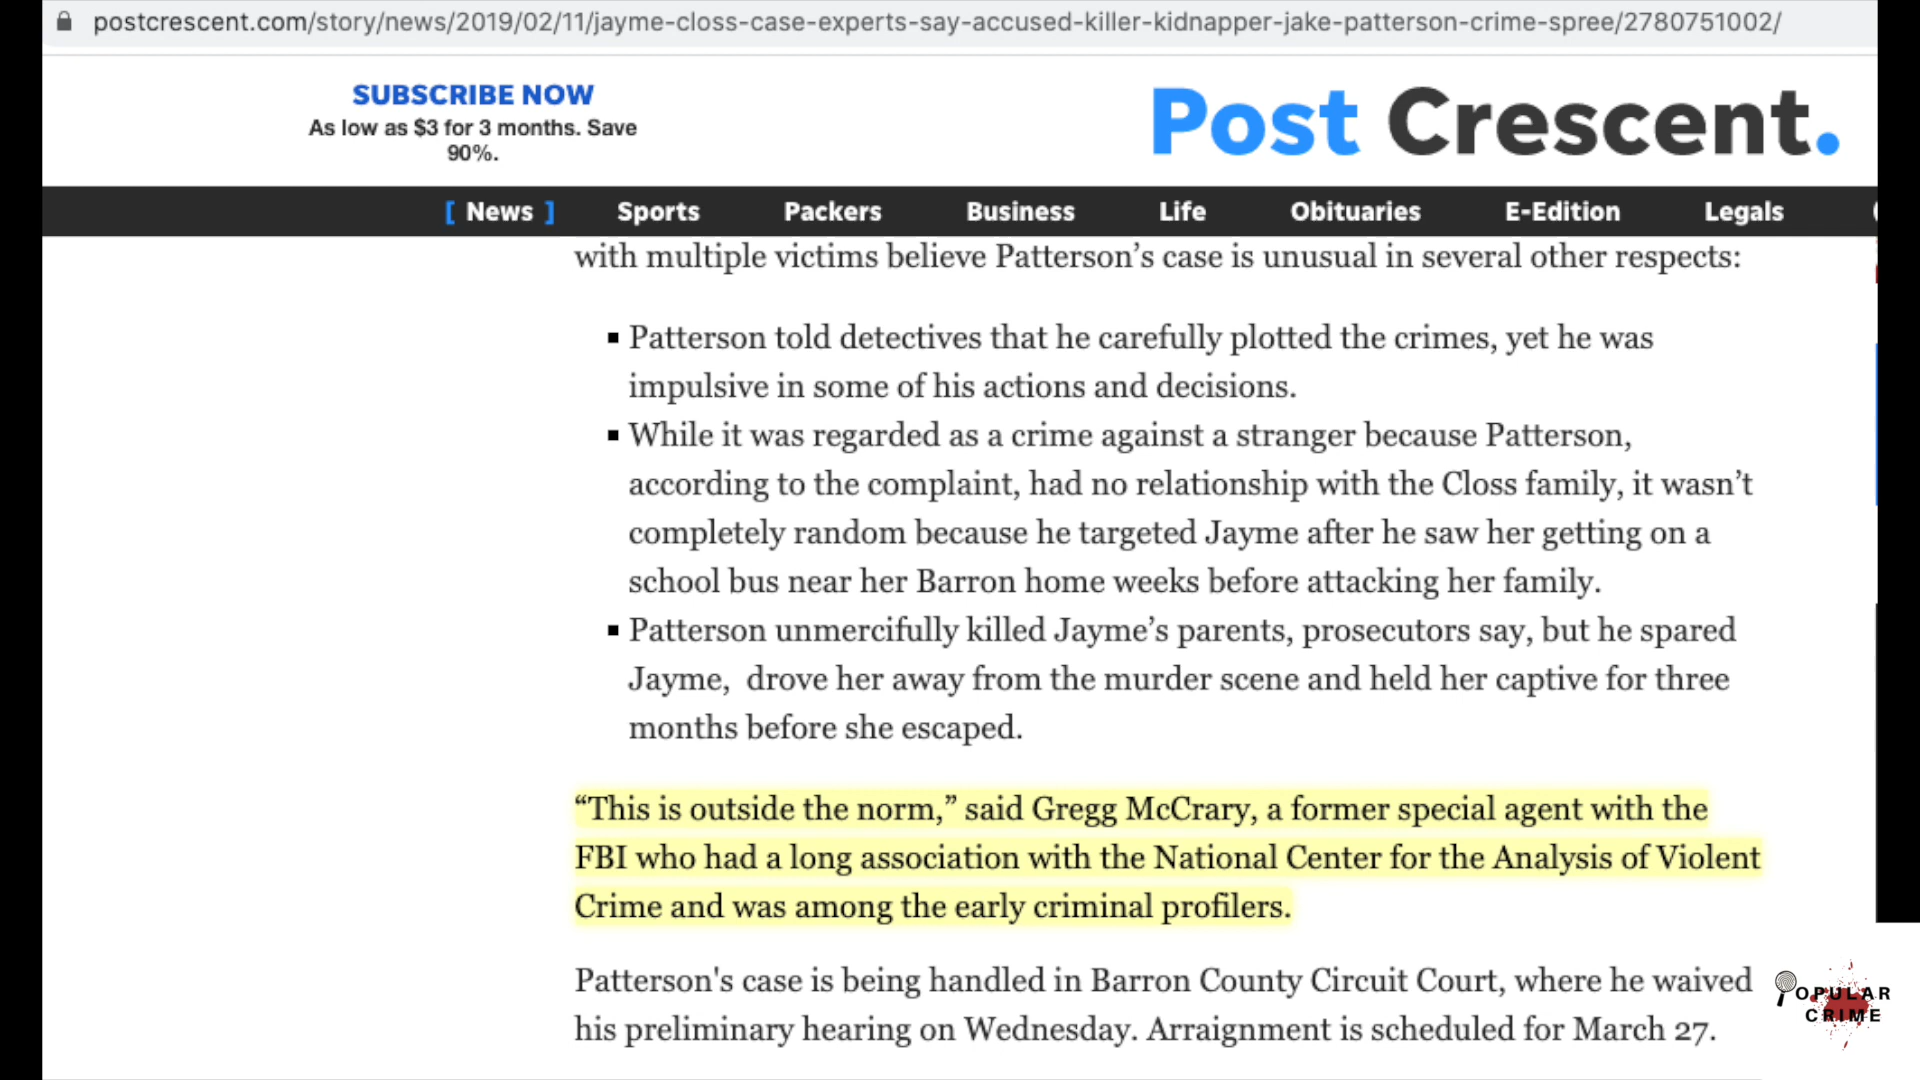 postcrescent.com/story/news/2019/02/11/jayme-closs-case-experts-say-accused-killer-kidnapper-jake-patterson-crime-spree/2780751002/
SUBSCRIBE NOW
As low as $3 for 3 months. Save
90%.
Post Crescent.
[ News ] Sports Packers Business Life Obituaries E-Edition Legals
with multiple victims believe Patterson’s case is unusual in several other respects:
▪ Patterson told detectives that he carefully plotted the crimes, yet he was
impulsive in some of his actions and decisions.
▪ While it was regarded as a crime against a stranger because Patterson,
according to the complaint, had no relationship with the Closs family, it wasn’t
completely random because he targeted Jayme after he saw her getting on a
school bus near her Barron home weeks before attacking her family.
▪ Patterson unmercifully killed Jayme’s parents, prosecutors say, but he spared
Jayme,  drove her away from the murder scene and held her captive for three
months before she escaped.
“This is outside the norm,” said Gregg McCrary, a former special agent with the
FBI who had a long association with the National Center for the Analysis of Violent
Crime and was among the early criminal profilers.
Patterson's case is being handled in Barron County Circuit Court, where he waived
his preliminary hearing on Wednesday. Arraignment is scheduled for March 27.
POPULAR
CRIME